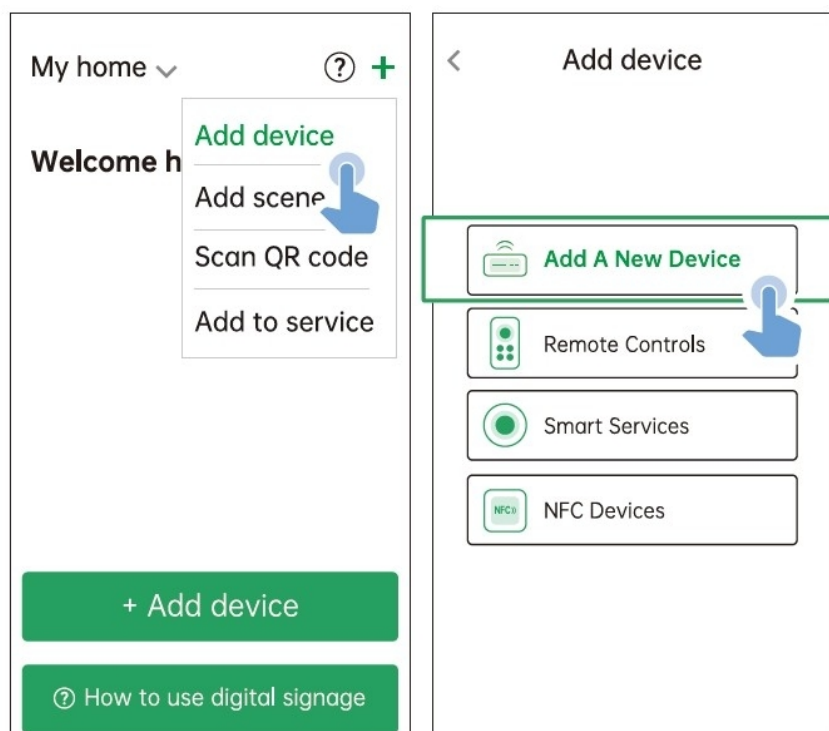 My home
Add device
Welcome h
Add scene
Scan QR code
Add to service
+ Add device
How to use digital signage
Add device
Add A New Device
Remote Controls
Smart Services
NFC
NFC Devices